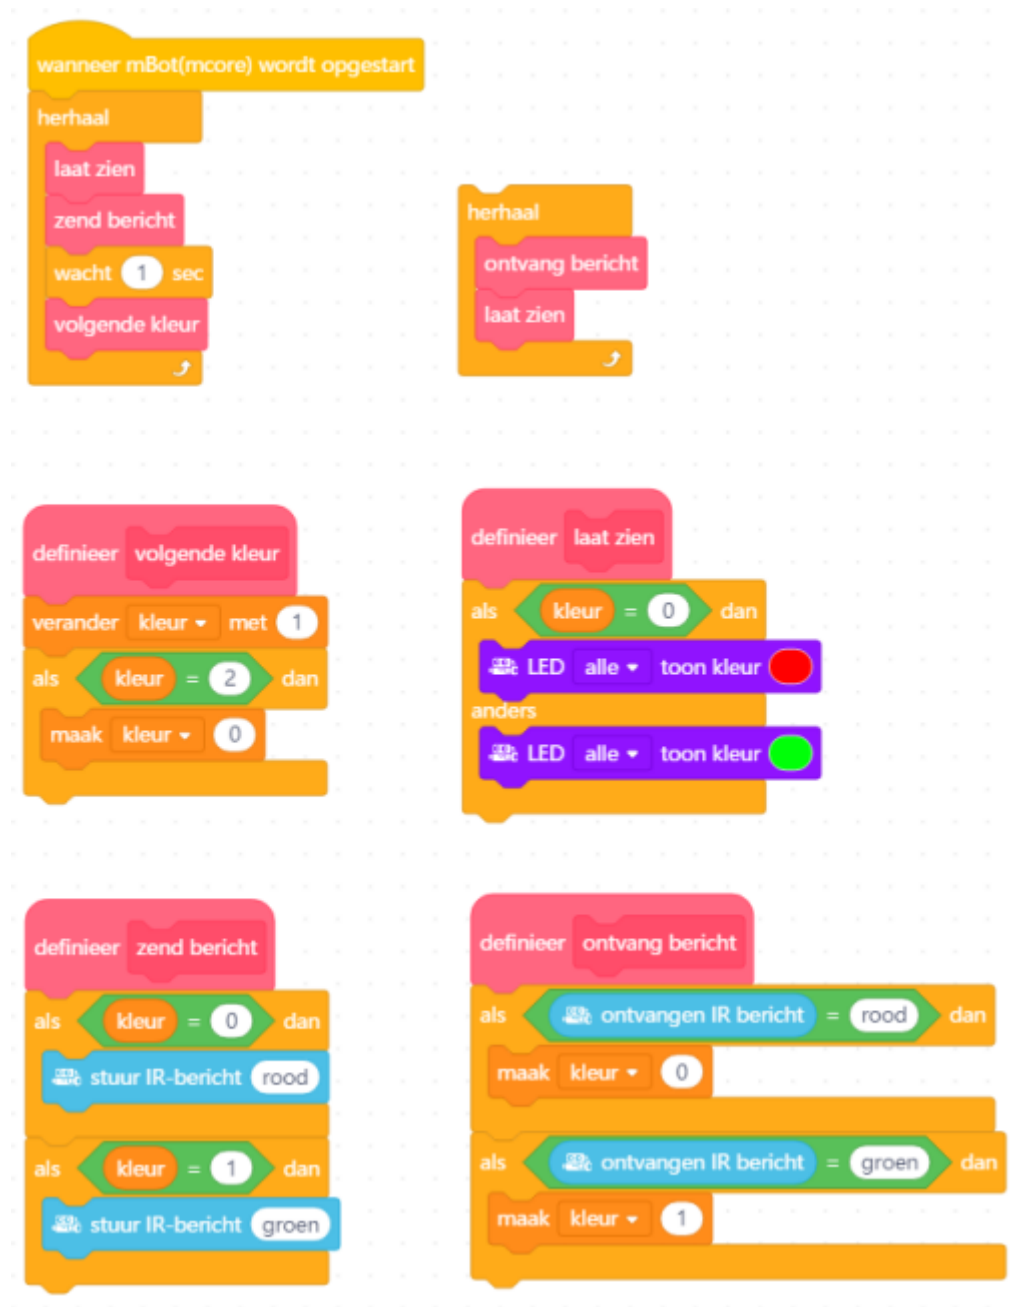 wanneer mBot(mcore) wordt opgestart
herhaal
laat zien
zend bericht
wacht 1 sec
volgende kleur
herhaal
ontvang bericht
laat zien
definieer volgende kleur
verander kleur met 1
als kleur = 2 dan
maak kleur 0
definieer laat zien
als kleur = 0 dan
LED alle toon kleur
anders
LED alle toon kleur
definieer zend bericht
als kleur = 0 dan
stuur IR-bericht rood
als kleur = 1 dan
stuur IR-bericht groen
definieer ontvang bericht
als ontvangen IR bericht = rood dan
maak kleur 0
als ontvangen IR bericht = groen dan
maak kleur 1